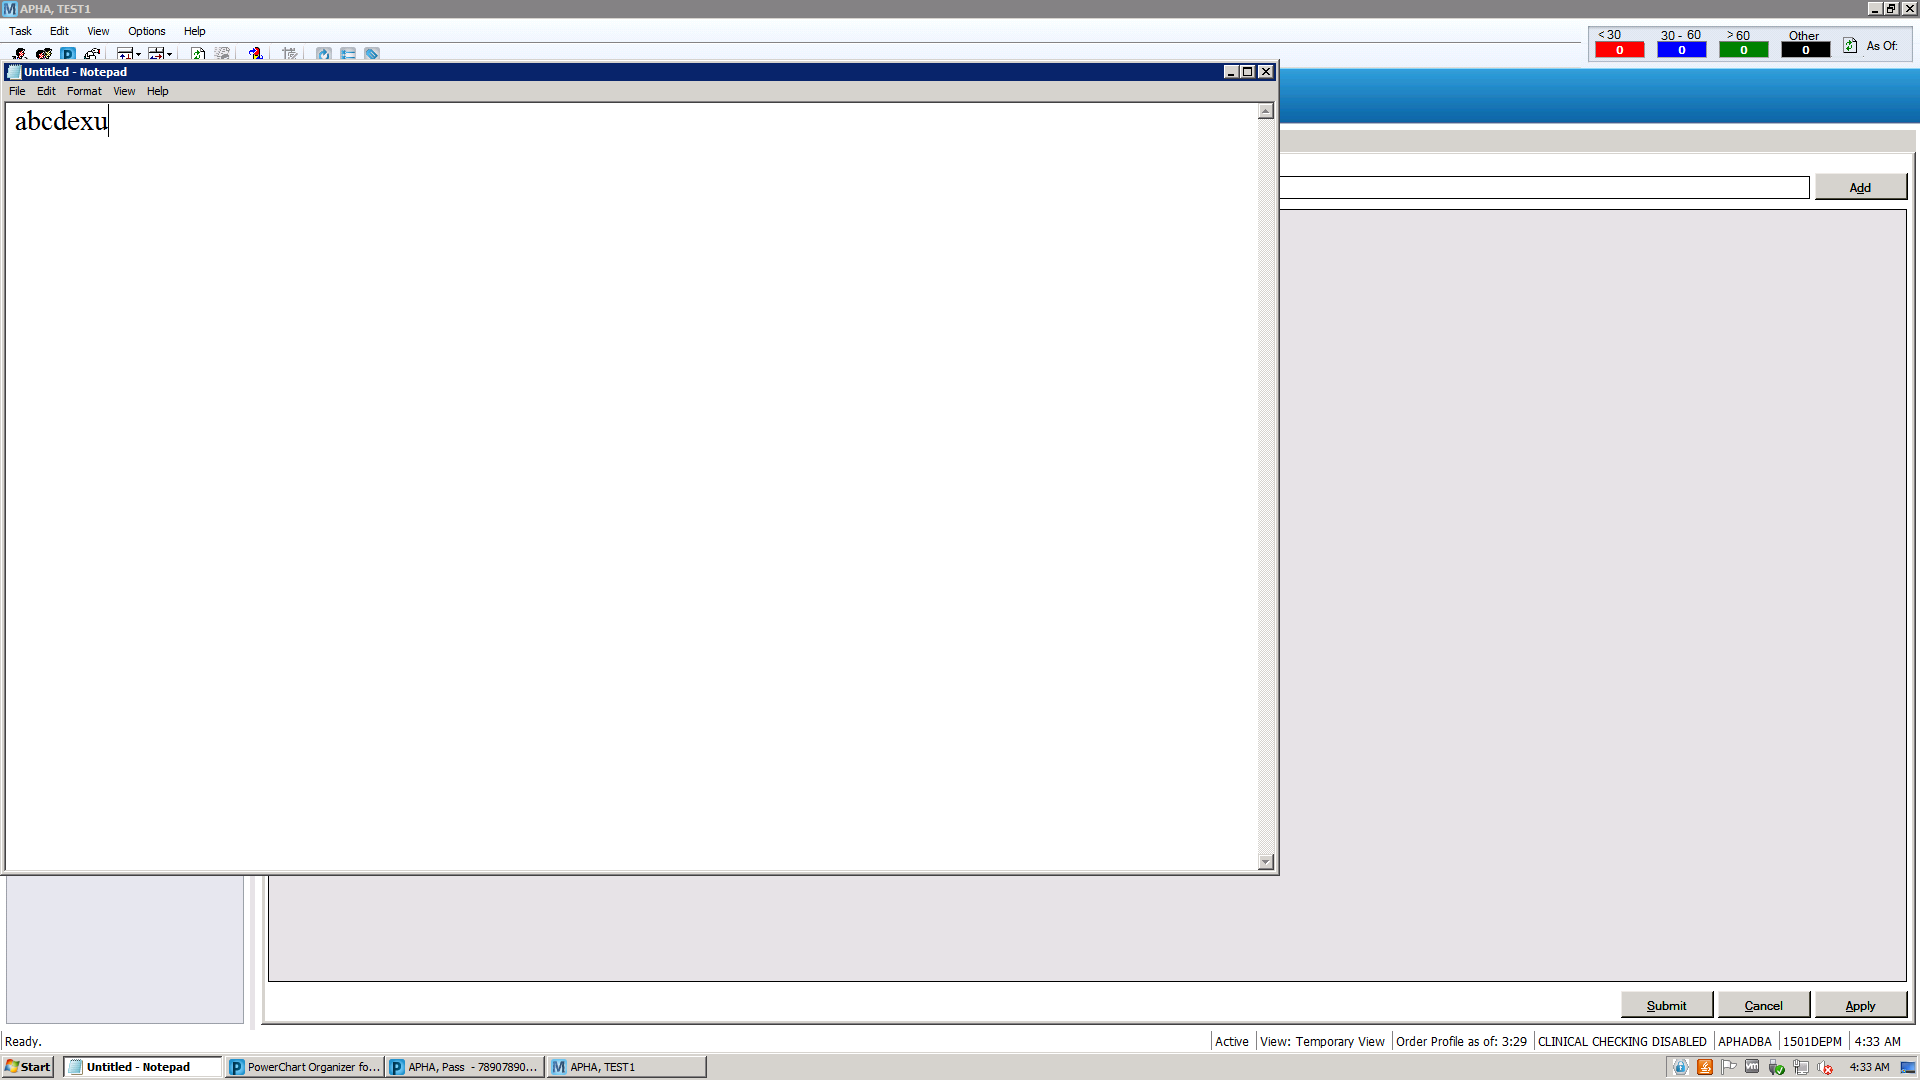 APHA, TEST1
Task Edit View Options Help
< 30 30 - 60 > 60 Other
0 0 0 0 As Of:
Untitled - Notepad
File Edit Format View Help
abcdexu
Add
Submit Cancel Apply
Ready. Active View: Temporary View Order Profile as of: 3:29 CLINICAL CHECKING DISABLED APHADBA 1501DEPM 4:33 AM
Start Untitled - Notepad PowerChart Organizer fo... APHA, Pass - 78907890... APHA, TEST1 4:33 AM